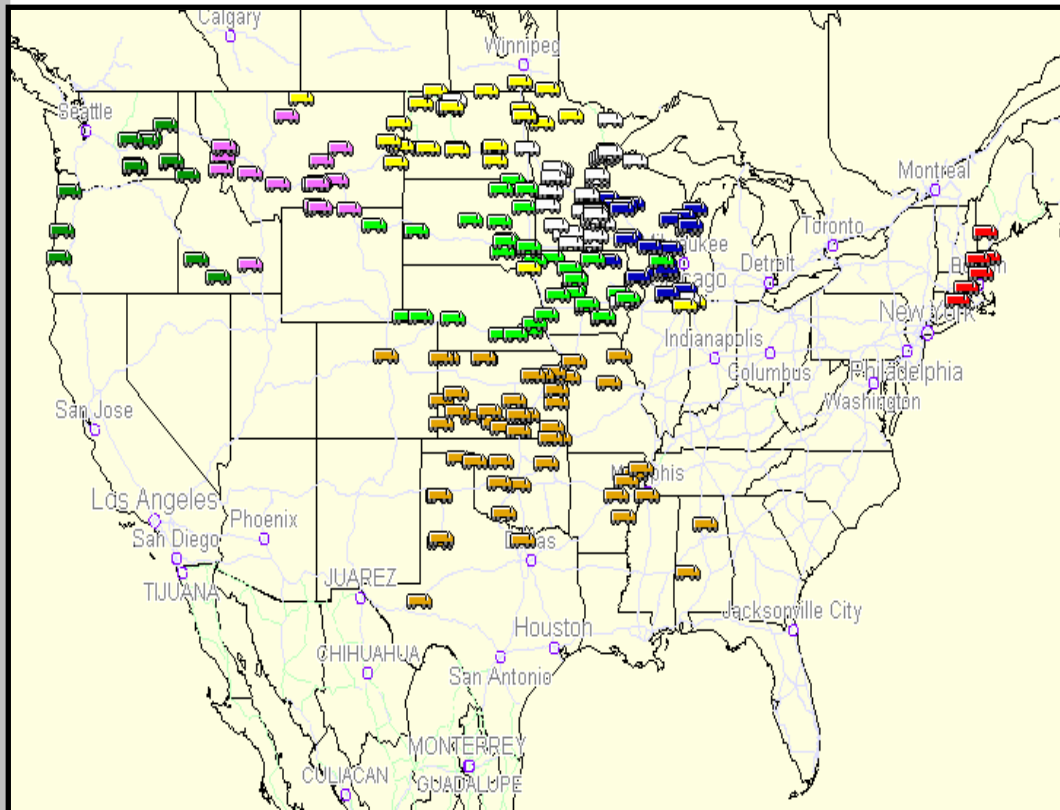 Calgary
Winnipeg
Seattle
Montreal
Toronto
Detroit
New York
Indianapolis
Columbus
Philadelphia
Washington
San Jose
Los Angeles
Phoenix
San Diego
TIJUANA
JUAREZ
Dallas
Jacksonville City
Houston
CHIHUAHUA
San Antonio
MONTERREY
CULIACAN
GUADALUPE